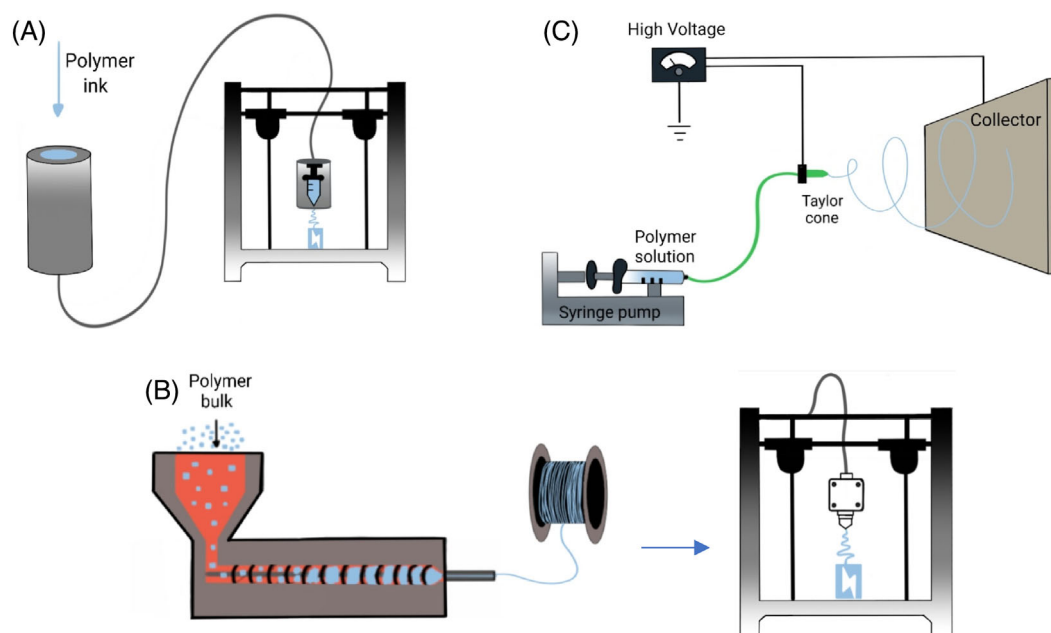 (A)
Polymer
ink
(C)
High Voltage
Collector
Taylor
cone
Polymer
solution
Syringe pump
(B)
Polymer
bulk